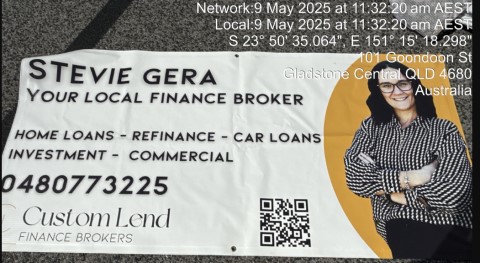 Network:9 May 2025 at 11:32:20 am AEST
Local:9 May 2025 at 11:32:20 am AEST
S 23° 50' 35.064", E 151° 15' 18.298"
101 Goondoon St
Gladstone Central QLD 4680
Australia
STEVIE GERA
YOUR LOCAL FINANCE BROKER
HOME LOANS - REFINANCE - CAR LOANS
INVESTMENT - COMMERCIAL
0480773225
Custom Lend
FINANCE BROKERS